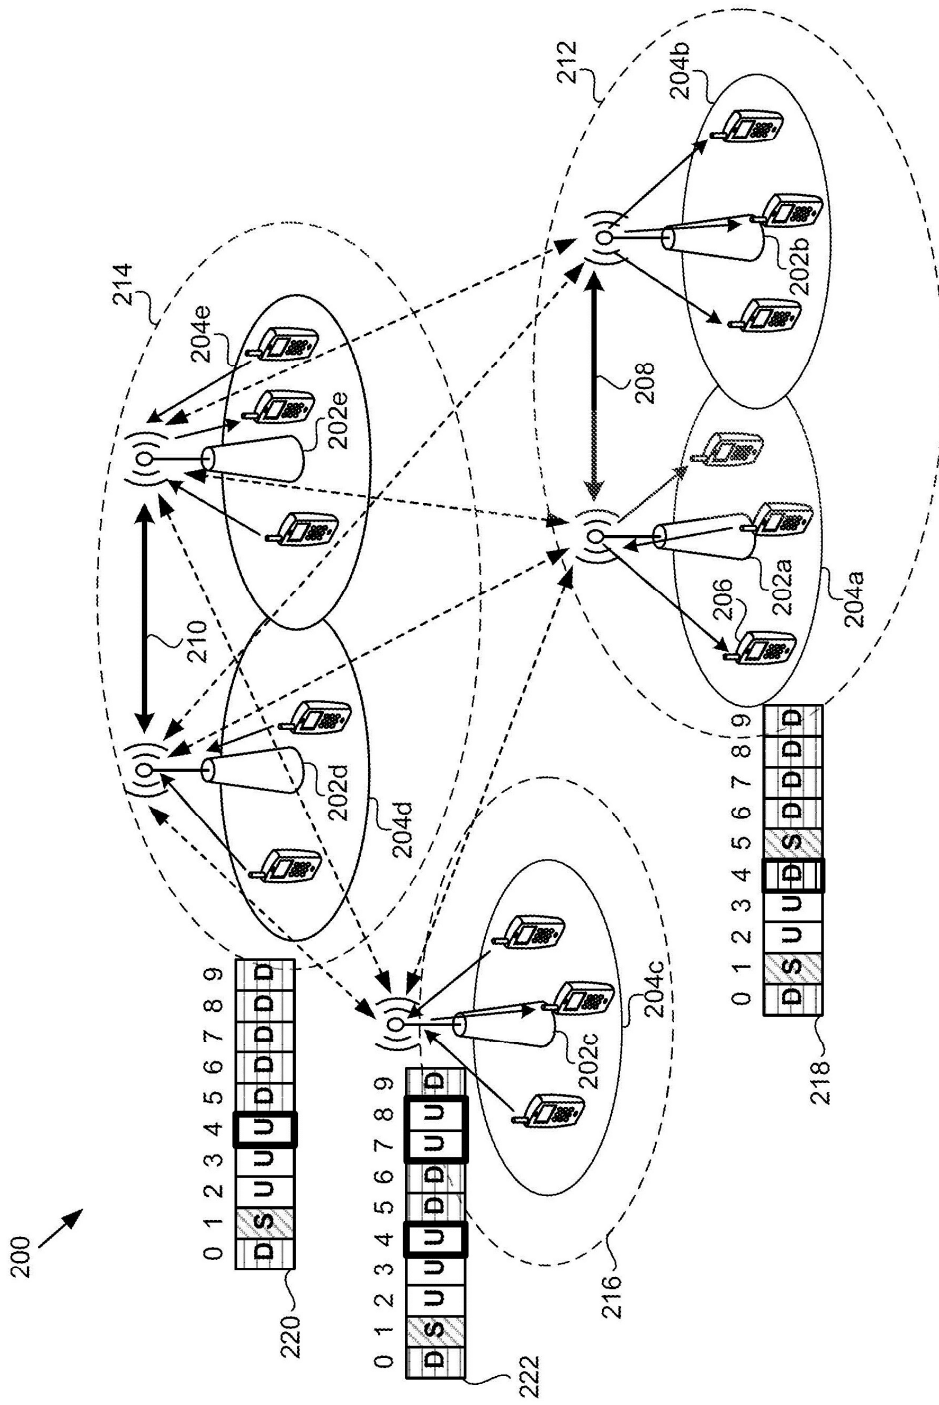 200
214
210
204e
0 1 2 3 4 5 6 7 8 9
D S U U U D D D D D
220
202e
202d
204d
0 1 2 3 4 5 6 7 8 9
D S U U U D D U U D
222
212
202c
216
208
204c
204b
206
0 1 2 3 4 5 6 7 8 9
D S U U D S D D D D
202a
202b
218
204a